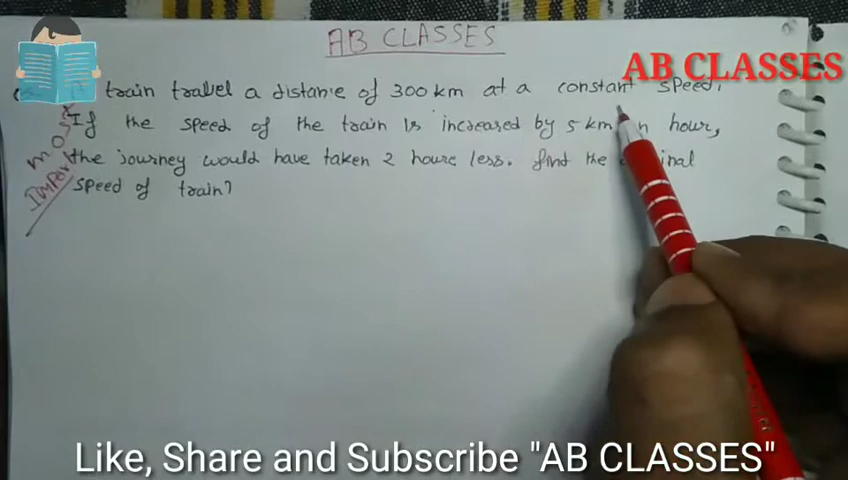 AB CLASSES
AB CLASSES
train travel a distance of 300 km at a constant speed.
If the speed of the train is increased by 5 km hour,
the journey would have taken 2 hours less. find the
speed of train?
Most
Import
Like, Share and Subscribe "AB CLASSES"